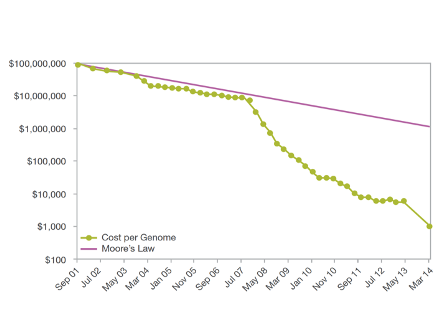 $100,000,000
$10,000,000
$1,000,000
$100,000
$10,000
$1,000
$100
Cost per Genome
Moore's Law
Sep 01
Jul 02
May 03
Mar 04
Jan 05
Nov 05
Sep 06
Jul 07
May 08
Mar 09
Jan 10
Nov 10
Sep 11
Jul 12
May 13
Mar 14